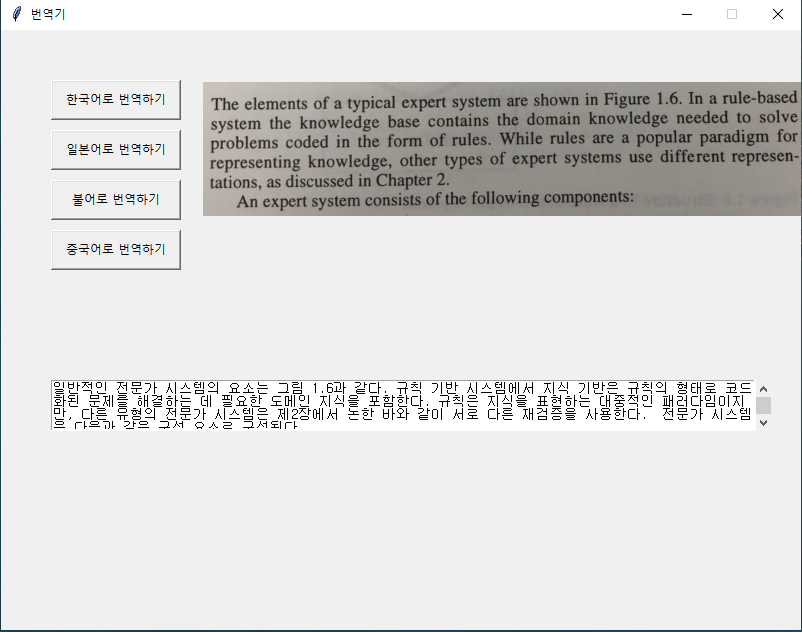 번역기
한국어로 번역하기
일본어로 번역하기
불어로 번역하기
중국어로 번역하기
The elements of a typical expert system are shown in Figure 1.6. In a rule-based
system the knowledge base contains the domain knowledge needed to solve
problems coded in the form of rules. While rules are a popular paradigm for
representing knowledge, other types of expert systems use different represen-
tations, as discussed in Chapter 2.
An expert system consists of the following components:
일반적인 전문가 시스템의 요소는 그림 1.6과 같다. 규칙 기반 시스템에서 지식 기반은 규칙의 형태로 코드
화된 문제를 해결하는 데 필요한 도메인 지식을 포함한다. 규칙은 지식을 표현하는 대중적인 패러다임이지
만, 다른 유형의 전문가 시스템은 제2장에서 논한 바와 같이 서로 다른 재검증을 사용한다. 전문가 시스템
은 다음과 같은 구성 요소로 구성된다